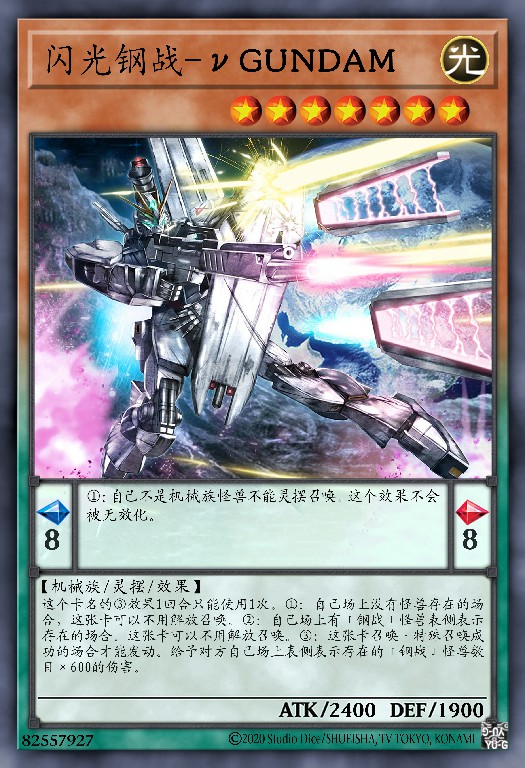 闪光钢战-ν GUNDAM
光
①:自己不是机械族怪兽不能灵摆召唤。这个效果不会
被无效化。
8
8
【机械族/灵摆/效果】
这个卡名的③效果1回合只能使用1次。①:自己场上没有怪兽存在的场
合,这张卡可以不用解放召唤。②:自己场上有「钢战」怪兽表侧表示
存在的场合,这张卡可以不用解放召唤。③:这张卡召唤·特殊召唤成
功的场合才能发动。给予对方自己场上表侧表示存在的「钢战」怪兽数
目×600的伤害。
ATK/2400 DEF/1900
82557927
©2020 Studio Dice/SHUEISHA, TV TOKYO, KONAMI